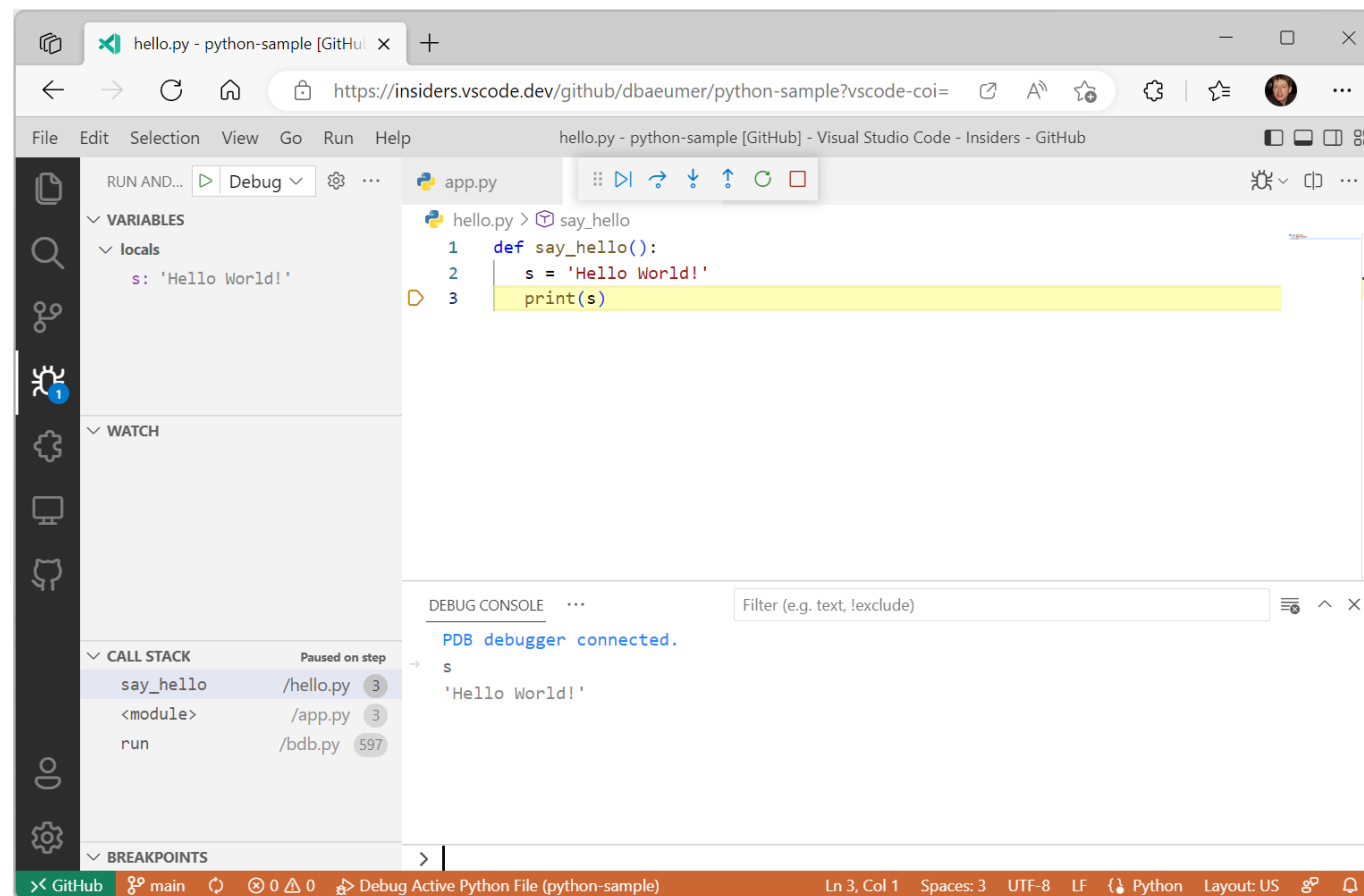 hello.py - python-sample [GitHu
https://insiders.vscode.dev/github/dbaeumer/python-sample?vscode-coi=
File Edit Selection View Go Run Help
hello.py - python-sample [GitHub] - Visual Studio Code - Insiders - GitHub
RUN AND... Debug
app.py
VARIABLES
locals
s: 'Hello World!'
hello.py > say_hello
1 def say_hello():
2 s = 'Hello World!'
3 print(s)
1
WATCH
DEBUG CONSOLE
Filter (e.g. text, !exclude)
PDB debugger connected.
s
'Hello World!'
CALL STACK Paused on step
say_hello /hello.py 3
<module> /app.py 3
run /bdb.py 597
BREAKPOINTS
>
GitHub main 0 0 Debug Active Python File (python-sample) Ln 3, Col 1 Spaces: 3 UTF-8 LF Python Layout: US